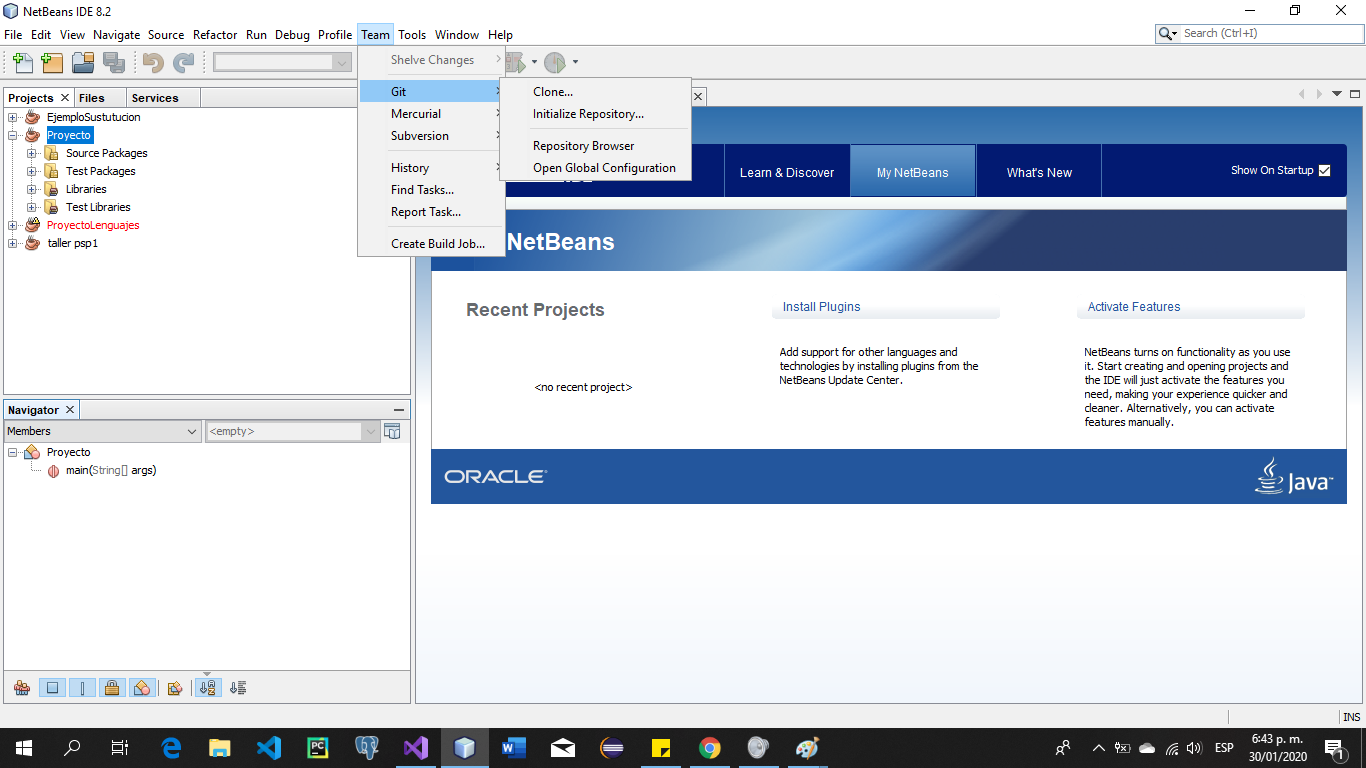 NetBeans IDE 8.2
File Edit View Navigate Source Refactor Run Debug Profile Team Tools Window Help
Search (Ctrl+I)
Shelve Changes
Git
Mercurial
Subversion
History
Find Tasks...
Report Task...
Create Build Job...
Clone...
Initialize Repository...
Repository Browser
Open Global Configuration
Projects Files Services
EjemploSustutucion
Proyecto
Source Packages
Test Packages
Libraries
Test Libraries
ProyectoLenguajes
taller psp1
Navigator
Members
<empty>
Proyecto
main(String[] args)
Learn & Discover
My NetBeans
What's New
Show On Startup
NetBeans
Recent Projects
<no recent project>
Install Plugins
Add support for other languages and
technologies by installing plugins from the
NetBeans Update Center.
Activate Features
NetBeans turns on functionality as you use
it. Start creating and opening projects and
the IDE will just activate the features you
need, making your experience quicker and
cleaner. Alternatively, you can activate
features manually.
ORACLE
Java
INS
PC
W
ESP
6:43 p. m.
30/01/2020
1